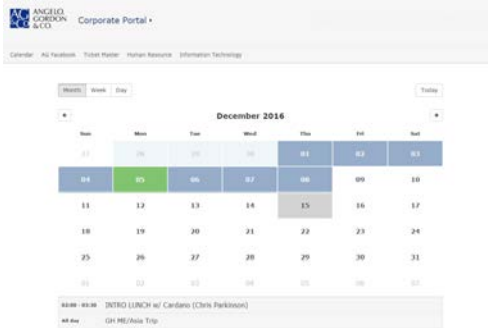 ANGELO,
GORDON
& CO.
AG
CO
Corporate Portal
Calendar AG Facebook Ticket Master Human Resource Information Technology
Month Week Day Today
December 2016
Sun Mon Tue Wed Thu Fri Sat
27 28 29 30 01 02 03
04 05 06 07 08 09 10
11 12 13 14 15 16 17
18 19 20 21 22 23 24
25 26 27 28 29 30 31
01 02 03 04 05 06 07
INTRO LUNCH w/ Cardano (Chris Parkinson)
All day GH ME/Asia Trip